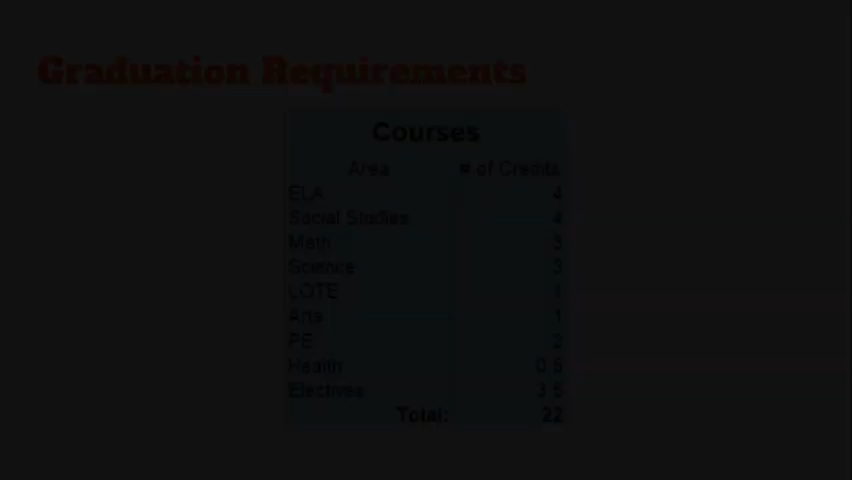 Graduation Requirements
Courses
Area # of Credits
ELA 4
Social Studies 4
Math 3
Science 3
LOTE 1
Arts 1
PE 2
Health 0.5
Electives 3.5
Total: 22